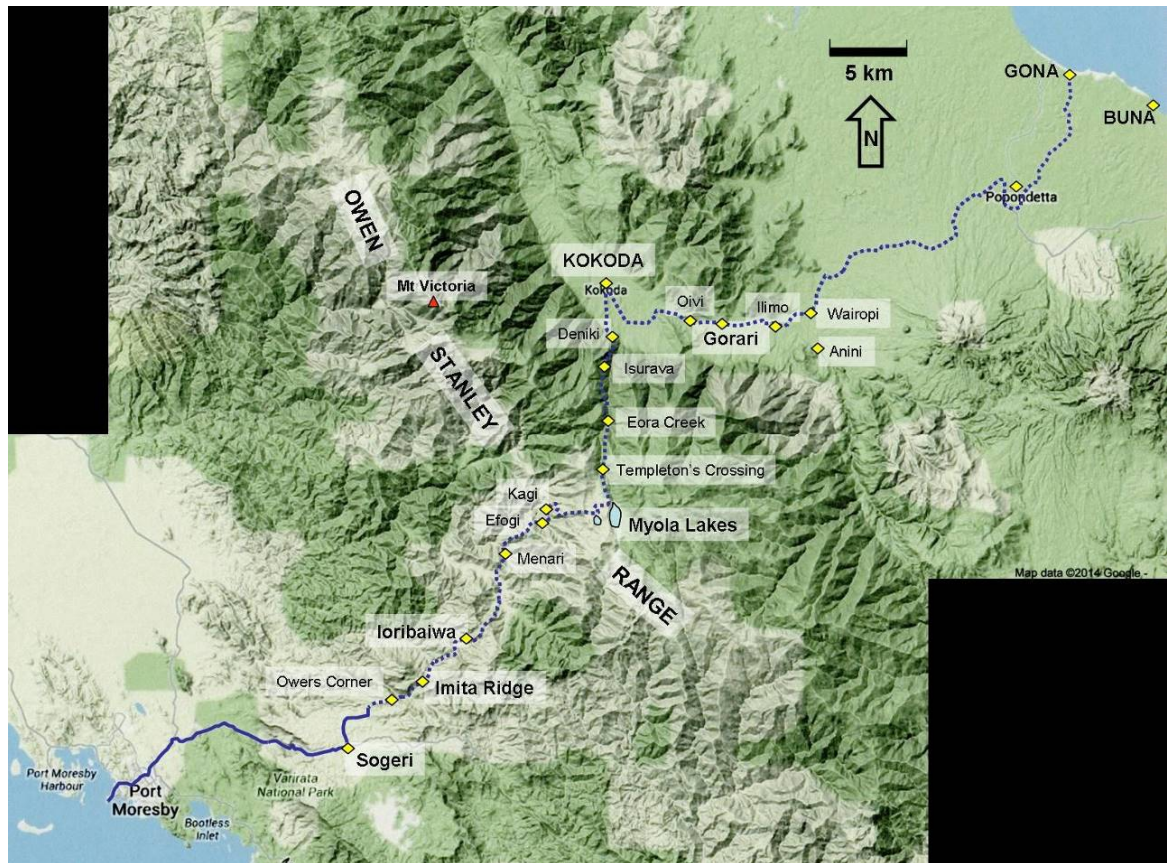 5 km
N
GONA
BUNA
Popondetta
OWEN
KOKODA
Kokoda
Mt Victoria
Oivi
Ilimo
Wairopi
Deniki
Gorari
Anini
STANLEY
Isurava
Eora Creek
Templeton's Crossing
Kagi
Efogi
Myola Lakes
Menari
Map data ©2014 Google -
RANGE
Ioribaiwa
Owers Corner
Imita Ridge
Sogeri
Port Moresby
Harbour
Varirata
National Park
Port
Moresby
Bootless
Inlet